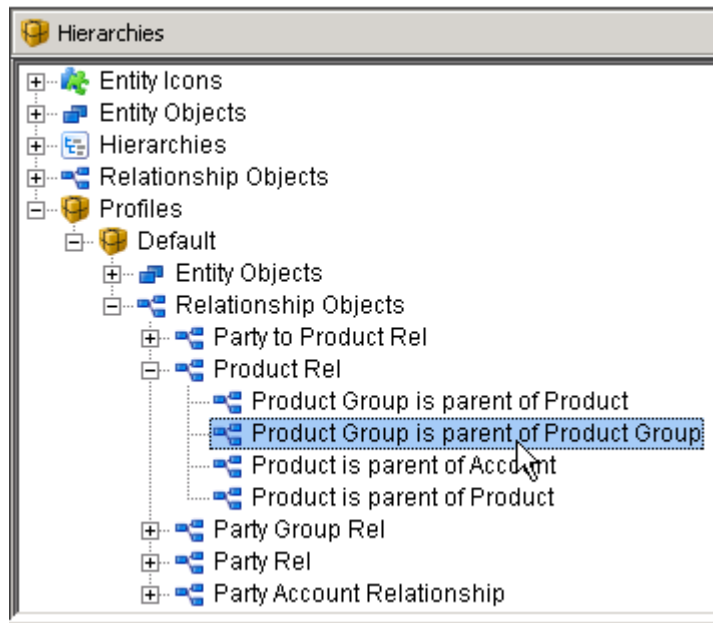 Hierarchies
Entity Icons
Entity Objects
Hierarchies
Relationship Objects
Profiles
Default
Entity Objects
Relationship Objects
Party to Product Rel
Product Rel
Product Group is parent of Product
Product Group is parent of Product Group
Product is parent of Account
Product is parent of Product
Party Group Rel
Party Rel
Party Account Relationship